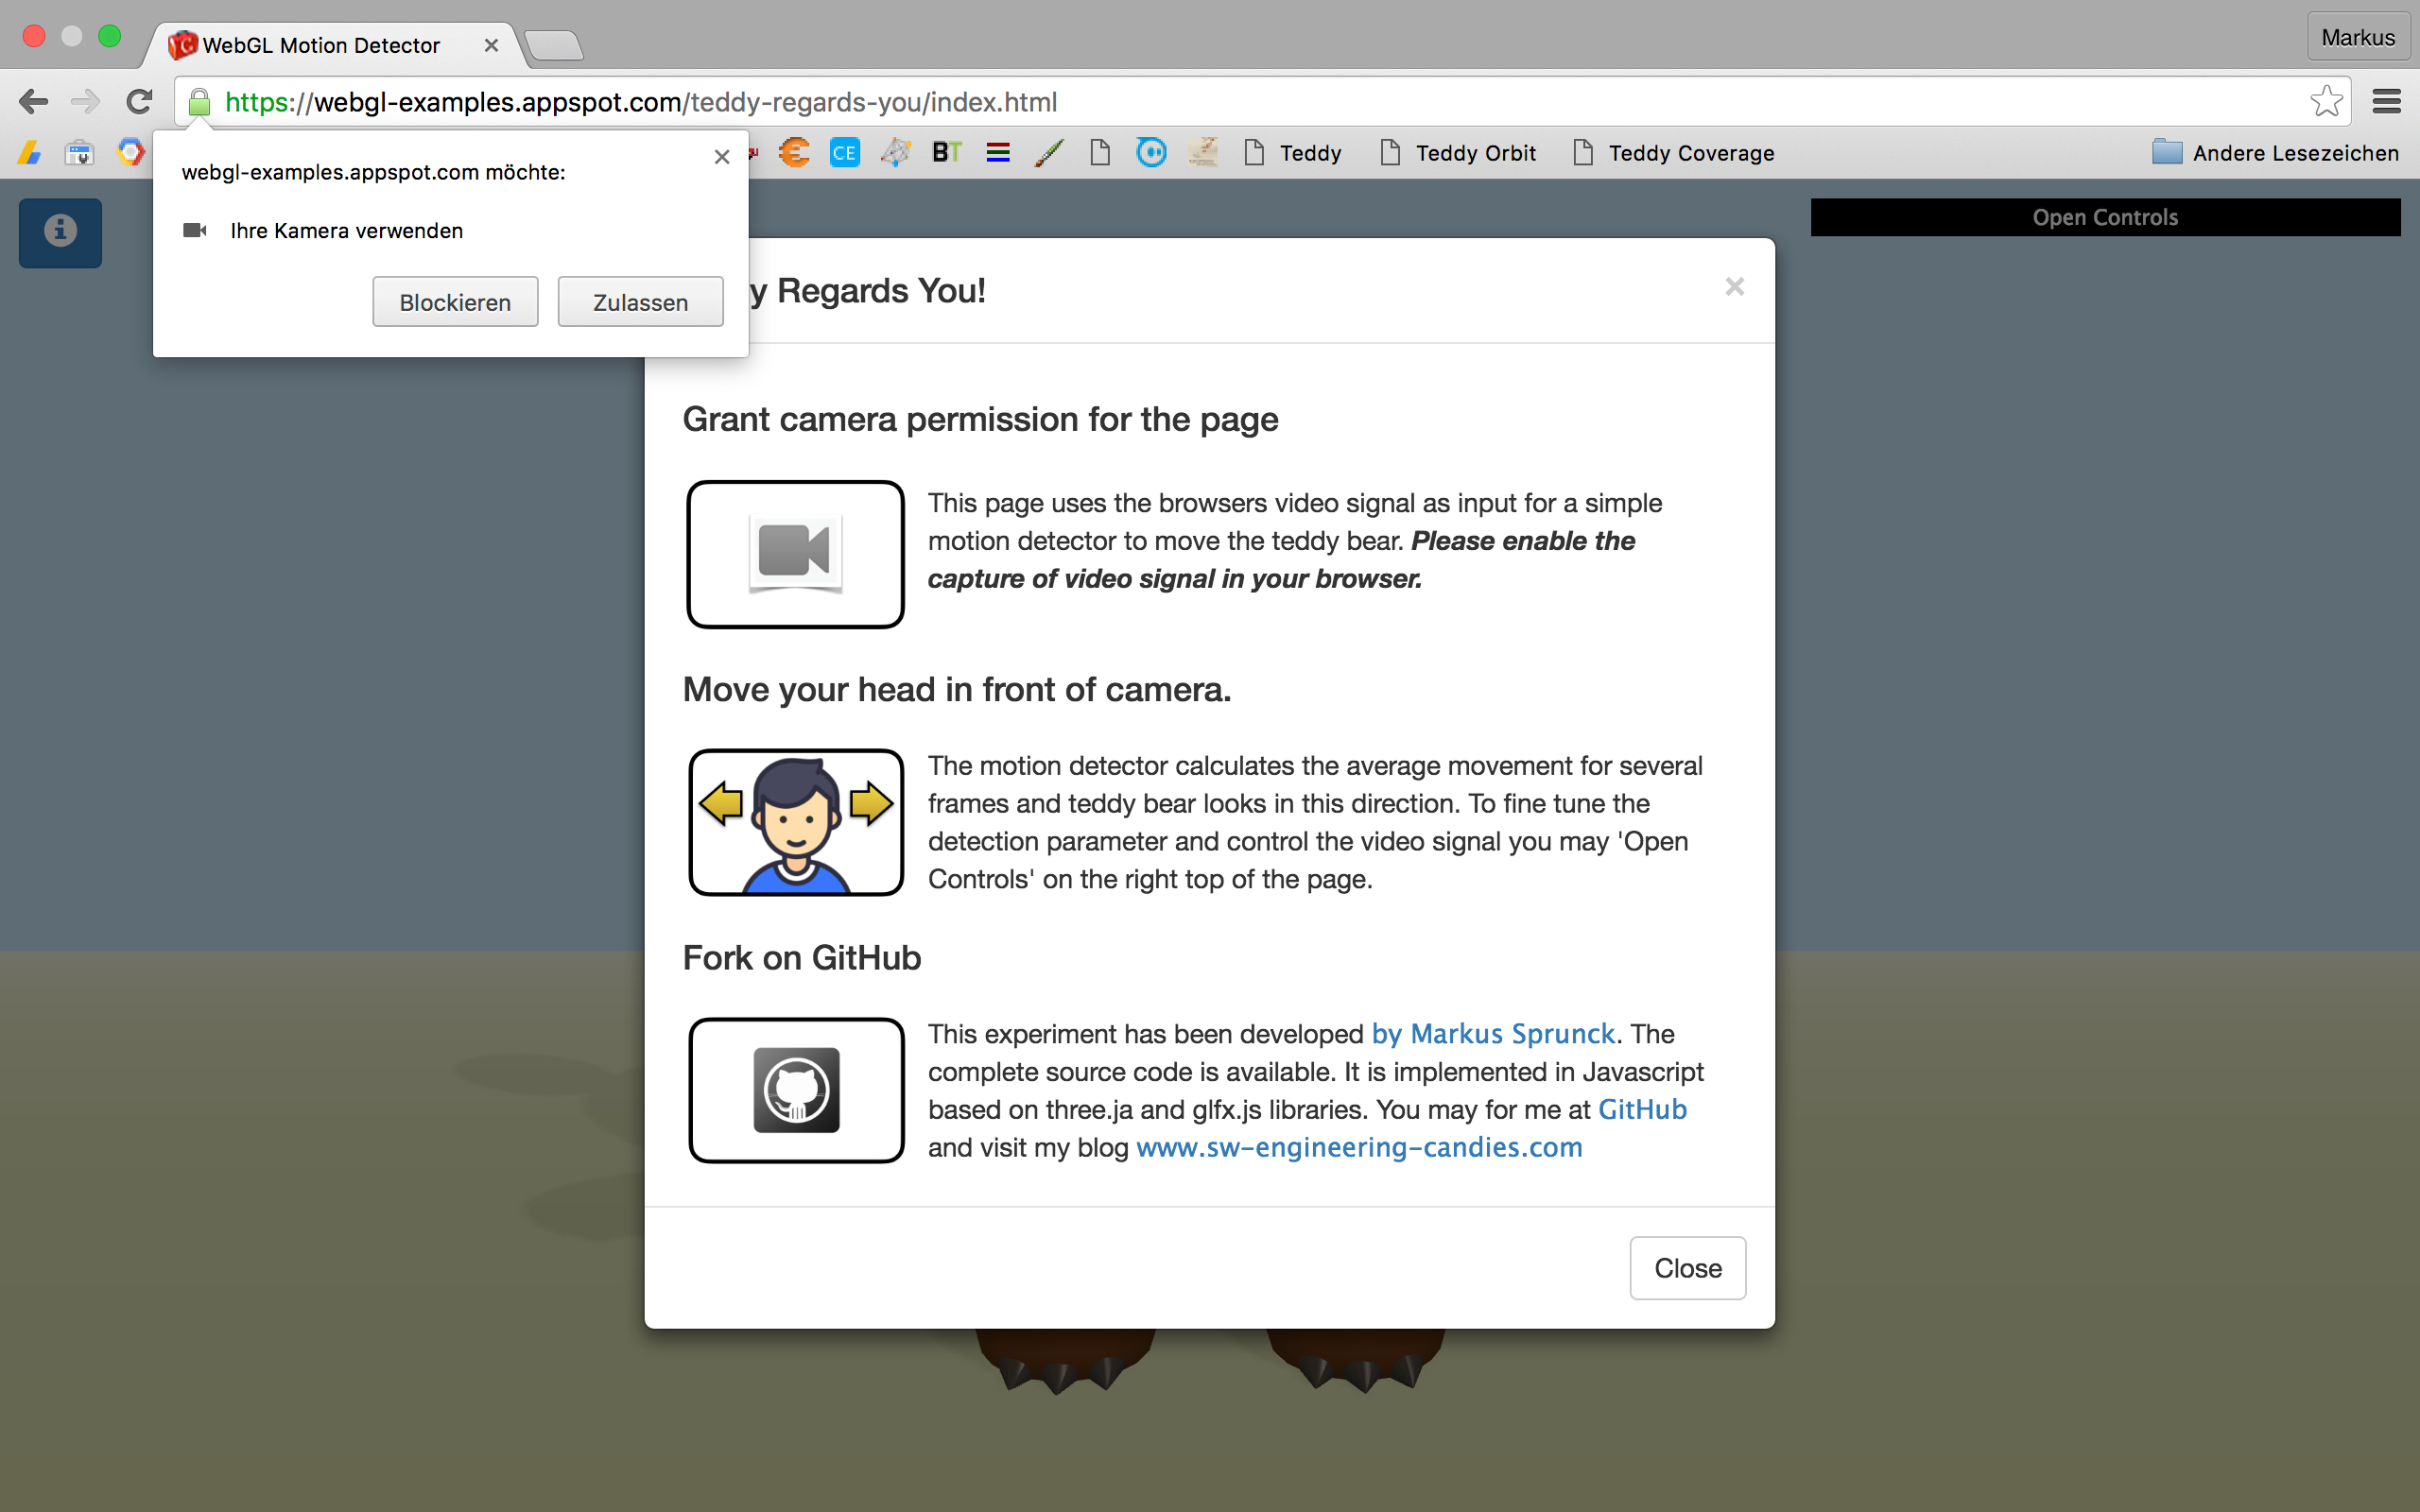 WebGL Motion Detector
Markus
https://webgl-examples.appspot.com/teddy-regards-you/index.html
CE
BT
Teddy
Teddy Orbit
Teddy Coverage
Andere Lesezeichen
webgl-examples.appspot.com möchte:
Ihre Kamera verwenden
Blockieren
Zulassen
Open Controls
y Regards You!
Grant camera permission for the page
This page uses the browsers video signal as input for a simple
motion detector to move the teddy bear. Please enable the
capture of video signal in your browser.
Move your head in front of camera.
The motion detector calculates the average movement for several
frames and teddy bear looks in this direction. To fine tune the
detection parameter and control the video signal you may 'Open
Controls' on the right top of the page.
Fork on GitHub
This experiment has been developed by Markus Sprunck. The
complete source code is available. It is implemented in Javascript
based on three.ja and glfx.js libraries. You may for me at GitHub
and visit my blog www.sw-engineering-candies.com
Close